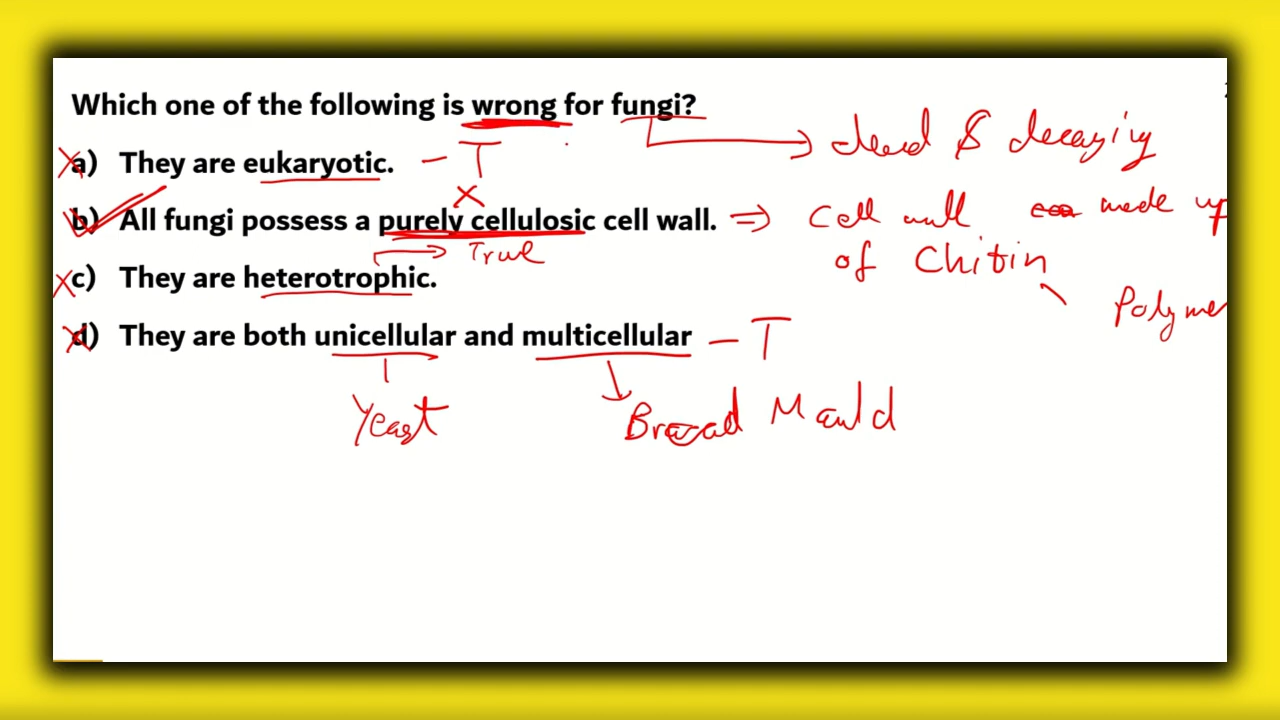 Which one of the following is wrong for fungi?
dead & decaying
a) They are eukaryotic. - T
b) All fungi possess a purely cellulosic cell wall. ⇒ Cell wall made up
of Chitin
True
c) They are heterotrophic.
Polymer
d) They are both unicellular and multicellular - T
Yeast
Bread Mould